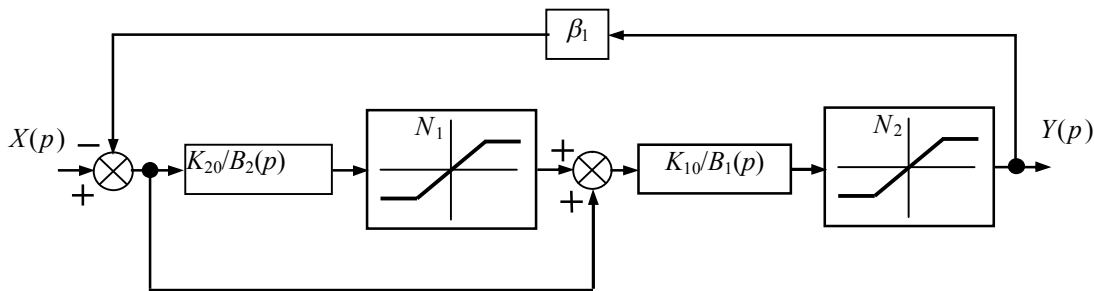 β₁
X(p)
−
+
K₂₀/B₂(p)
N₁
+
+
K₁₀/B₁(p)
N₂
Y(p)